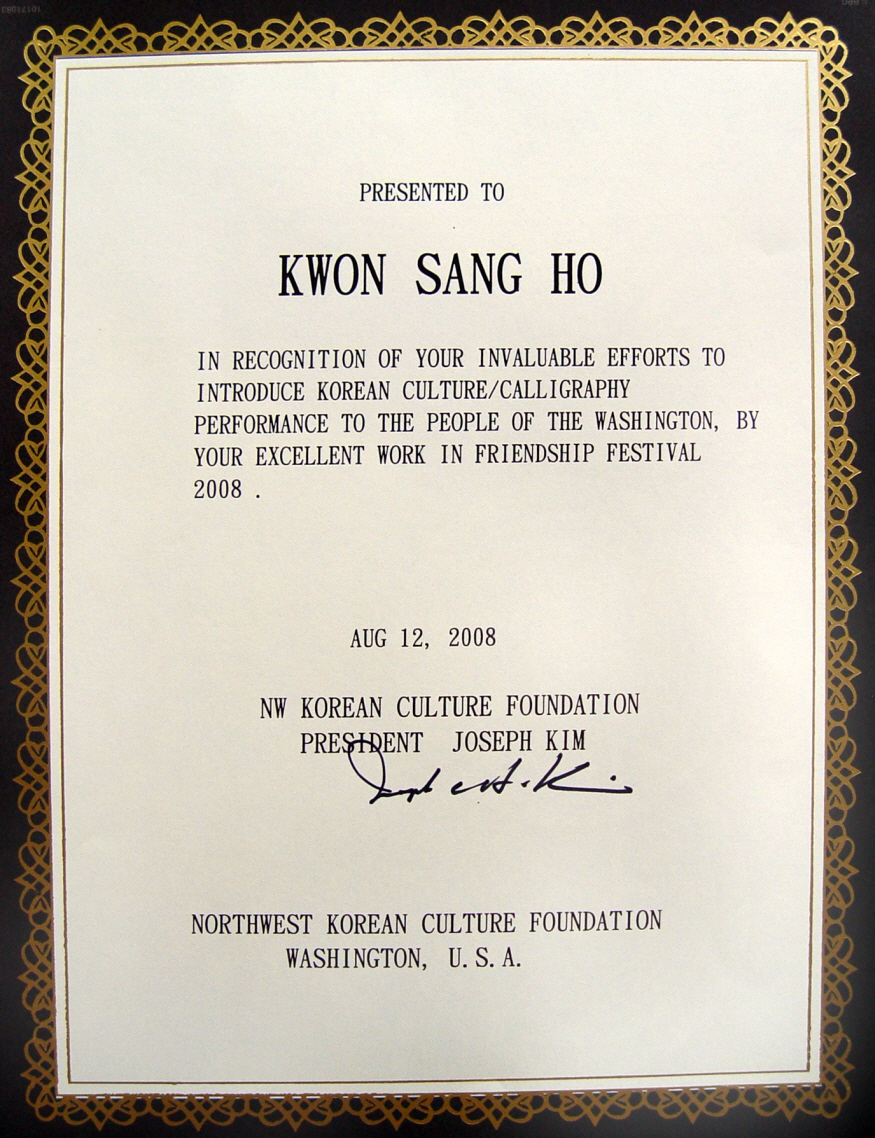 PRESENTED TO
KWON SANG HO
IN RECOGNITION OF YOUR INVALUABLE EFFORTS TO
INTRODUCE KOREAN CULTURE/CALLIGRAPHY
PERFORMANCE TO THE PEOPLE OF THE WASHINGTON, BY
YOUR EXCELLENT WORK IN FRIENDSHIP FESTIVAL
2008 .
AUG 12, 2008
NW KOREAN CULTURE FOUNDATION
PRESIDENT JOSEPH KIM
NORTHWEST KOREAN CULTURE FOUNDATION
WASHINGTON, U.S.A.